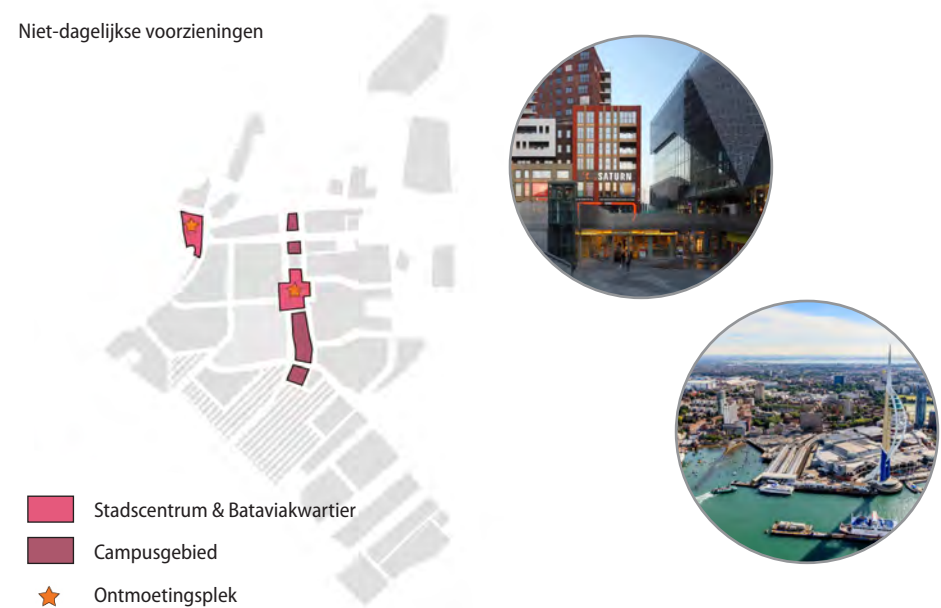 Niet-dagelijkse voorzieningen
SATURN
Stadscentrum & Bataviakwartier
Campusgebied
Ontmoetingsplek